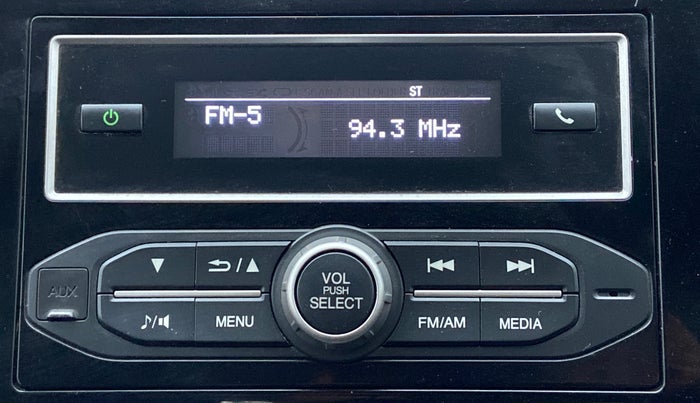 ST
FM-5
94.3 MHz
VOL
PUSH
SELECT
AUX
MENU
FM/AM
MEDIA